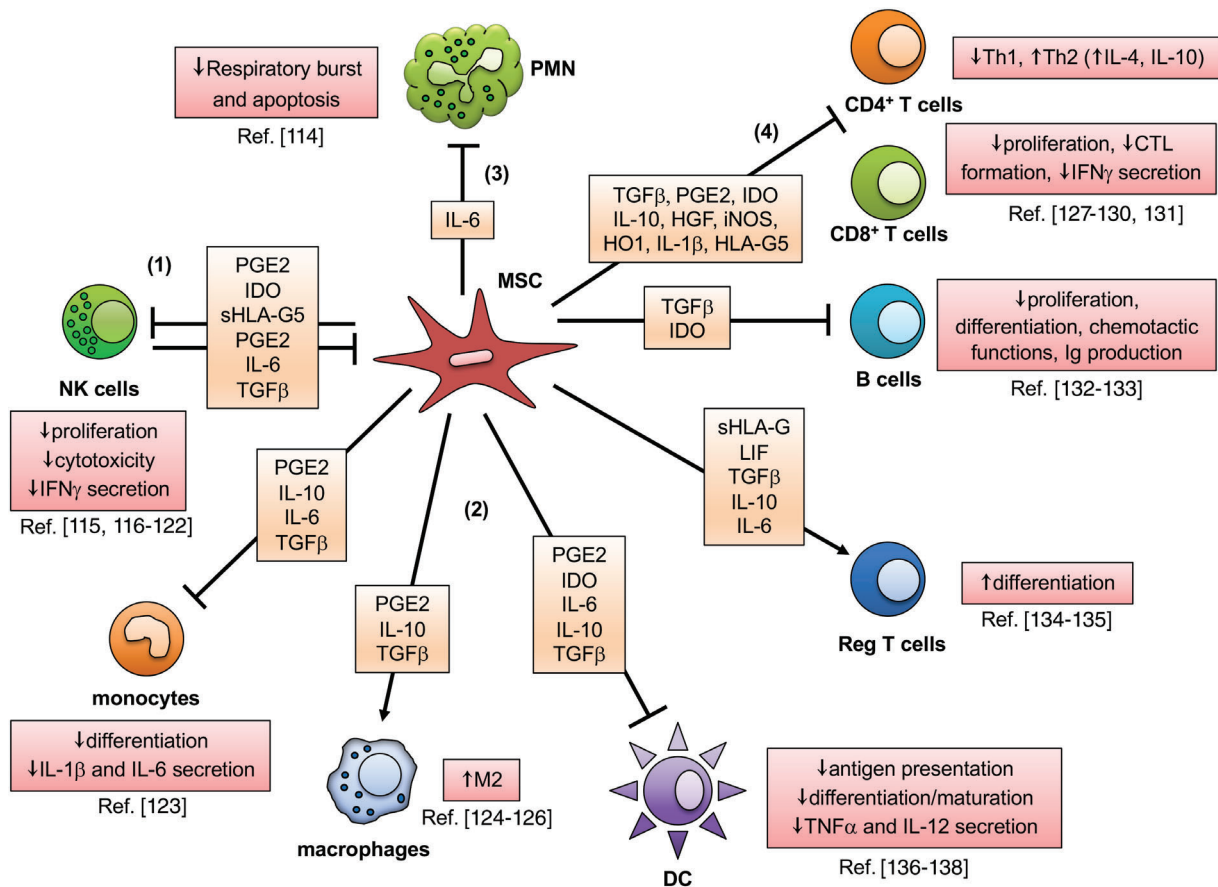 ↓Respiratory burst
and apoptosis
Ref. [114]
PMN
(3)
IL-6
CD4⁺ T cells
↓Th1, ↑Th2 (↑IL-4, IL-10)
(4)
TGFβ, PGE2, IDO
IL-10, HGF, iNOS,
HO1, IL-1β, HLA-G5
CD8⁺ T cells
↓proliferation, ↓CTL
formation, ↓IFNγ secretion
Ref. [127-130, 131]
MSC
(1)
PGE2
IDO
sHLA-G5
PGE2
IL-6
TGFβ
NK cells
↓proliferation
↓cytotoxicity
↓IFNγ secretion
Ref. [115, 116-122]
TGFβ
IDO
B cells
↓proliferation,
differentiation, chemotactic
functions, Ig production
Ref. [132-133]
sHLA-G
LIF
TGFβ
IL-10
IL-6
Reg T cells
↑differentiation
Ref. [134-135]
PGE2
IL-10
IL-6
TGFβ
monocytes
↓differentiation
↓IL-1β and IL-6 secretion
Ref. [123]
(2)
PGE2
IL-10
TGFβ
macrophages
↑M2
Ref. [124-126]
PGE2
IDO
IL-6
IL-10
TGFβ
DC
↓antigen presentation
↓differentiation/maturation
↓TNFα and IL-12 secretion
Ref. [136-138]